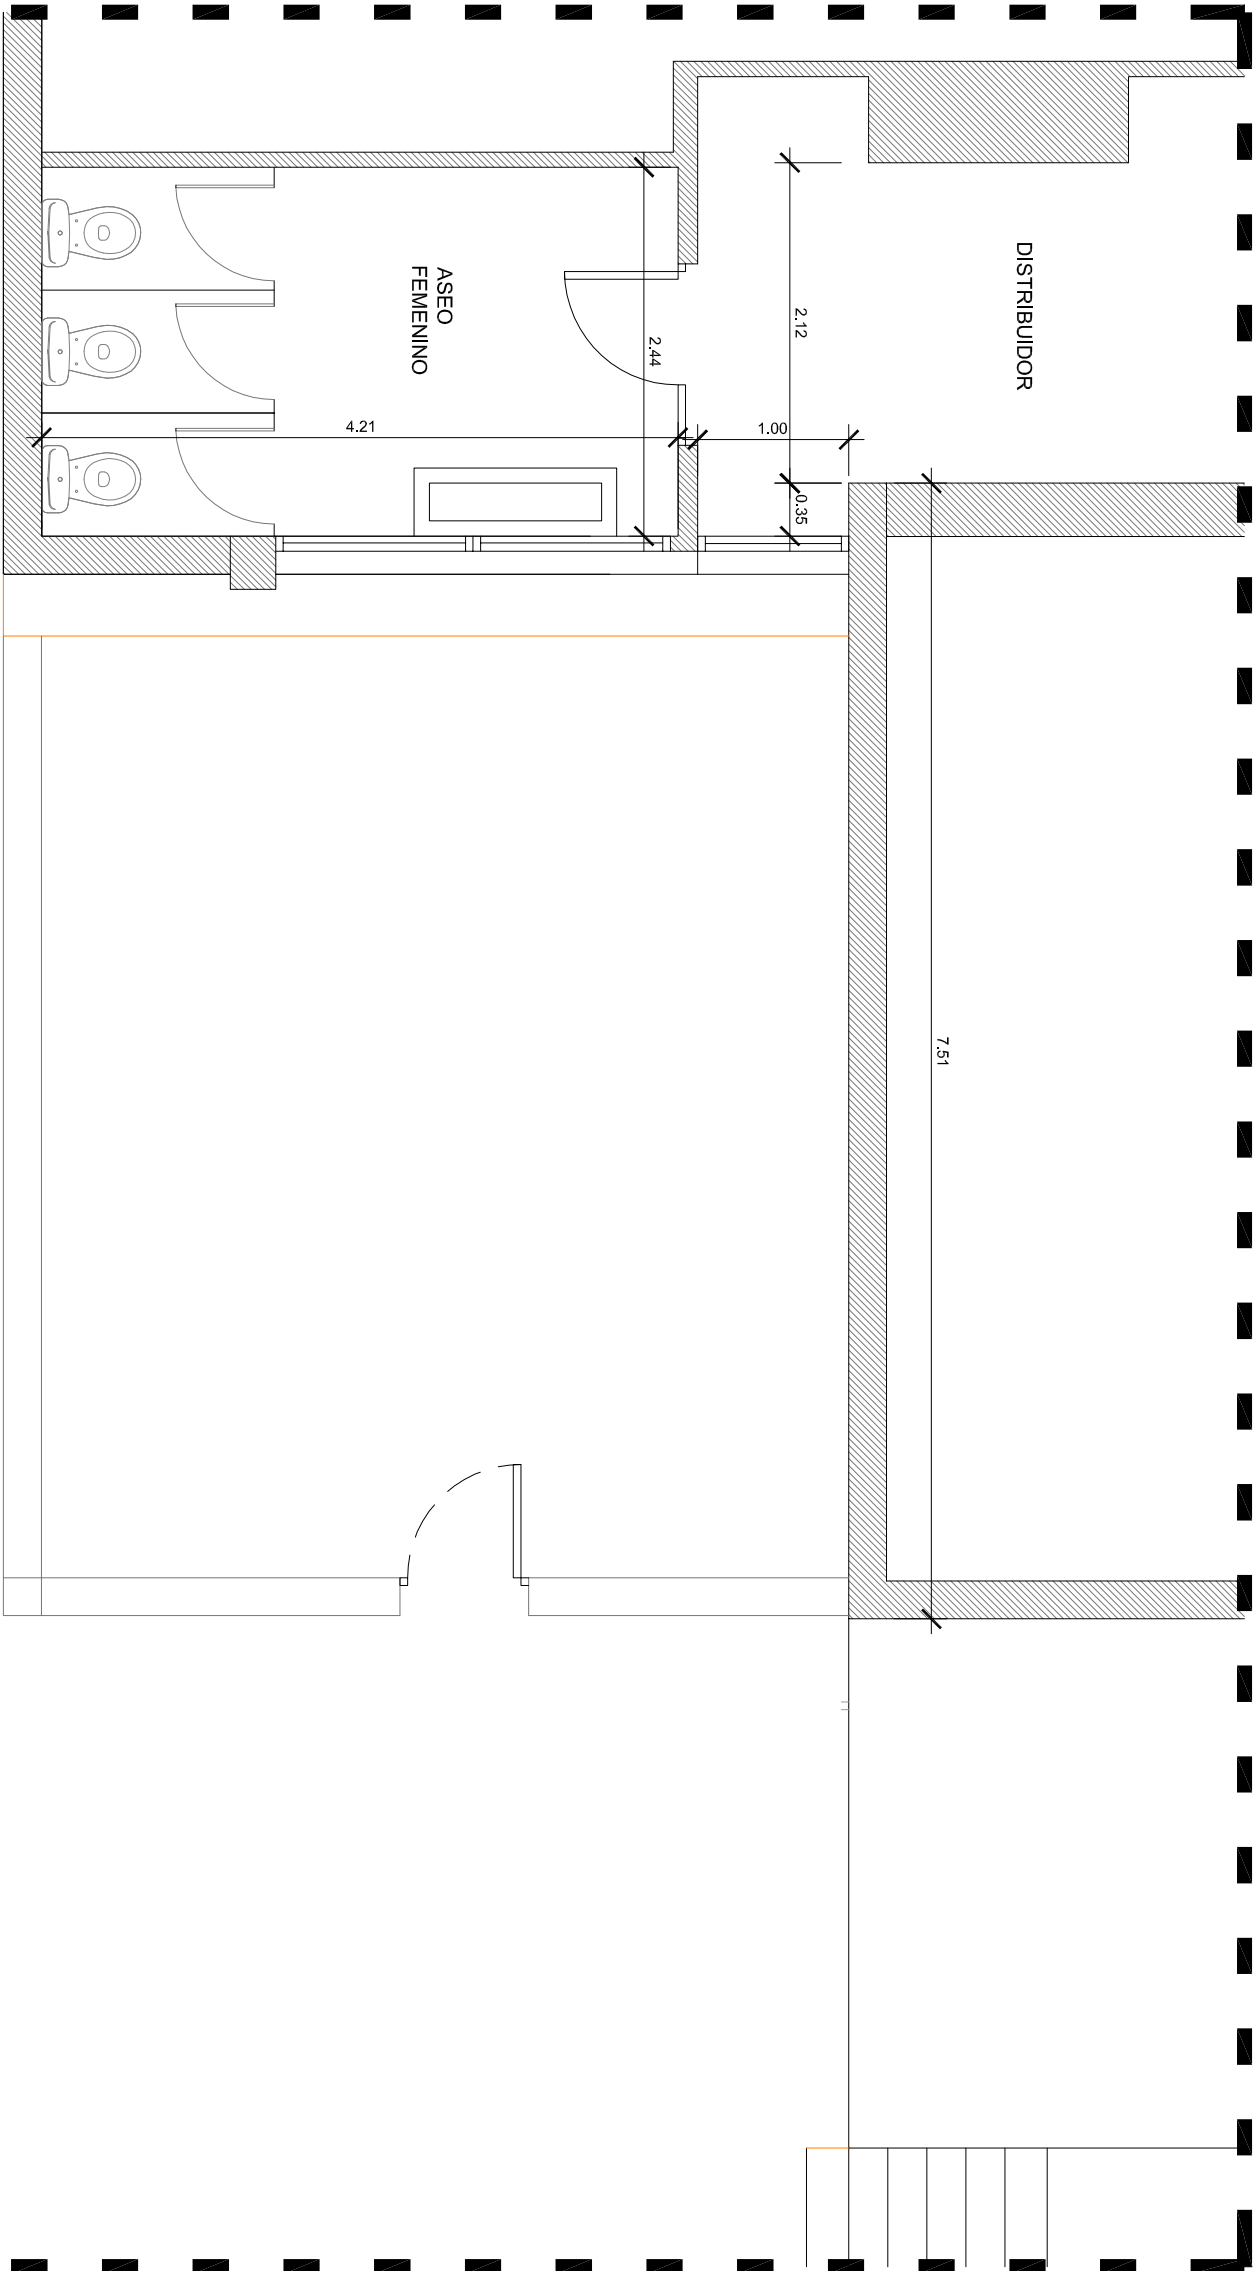 DISTRIBUIDOR
2.12
ASEO
FEMENINO
2.44
4.21
1.00
0.35
7.51